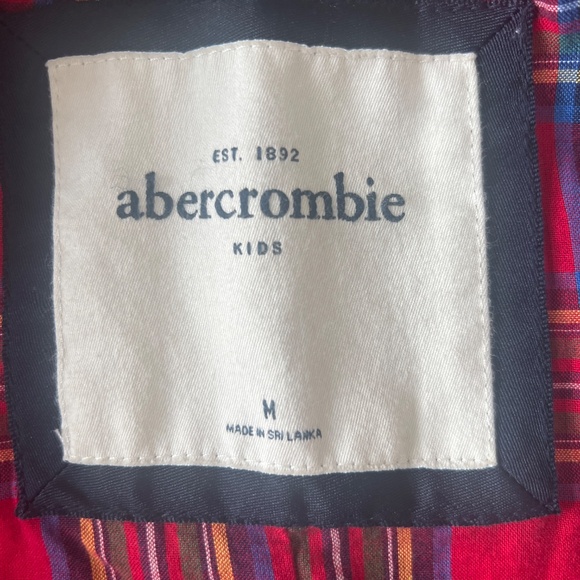 EST. 1892
abercrombie
KIDS
M
MADE IN SRI LANKA